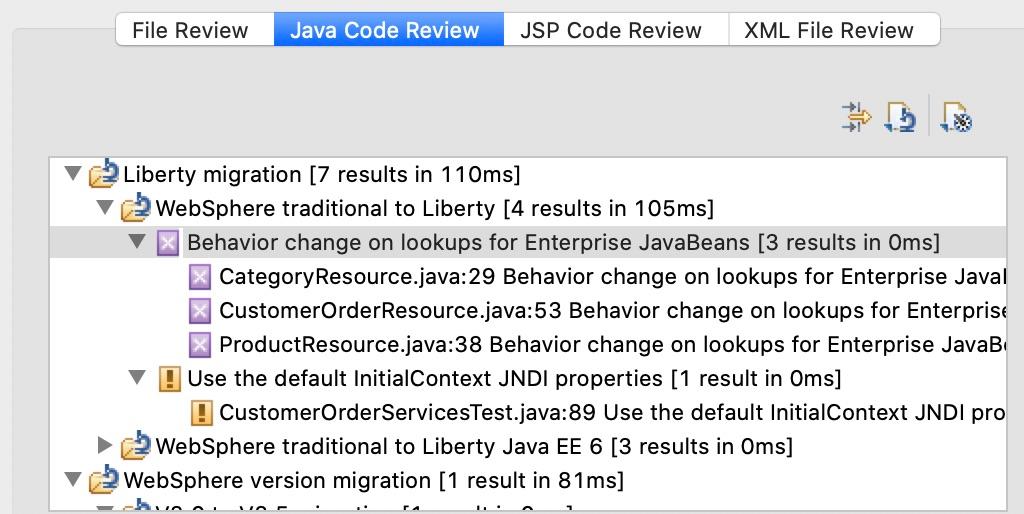 File Review Java Code Review JSP Code Review XML File Review
Liberty migration [7 results in 110ms]
WebSphere traditional to Liberty [4 results in 105ms]
Behavior change on lookups for Enterprise JavaBeans [3 results in 0ms]
CategoryResource.java:29 Behavior change on lookups for Enterprise
CustomerOrderResource.java:53 Behavior change on lookups for Enterprise
ProductResource.java:38 Behavior change on lookups for Enterprise
Use the default InitialContext JNDI properties [1 result in 0ms]
CustomerOrderServicesTest.java:89 Use the default InitialContext JNDI pro
WebSphere traditional to Liberty Java EE 6 [3 results in 0ms]
WebSphere version migration [1 result in 81ms]